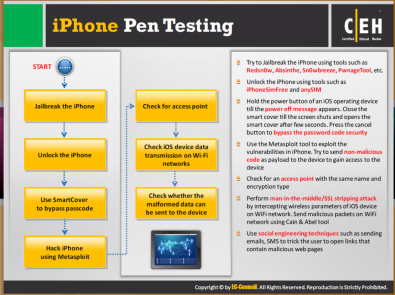 iPhone Pen Testing
CEH
Certified Ethical Hacker
START
Jailbreak the iPhone
Unlock the iPhone
Use SmartCover
to bypass passcode
Hack iPhone
using Metasploit
Check for access point
Check iOS device data
transmission on Wi-Fi
networks
Check whether the
malformed data can
be sent to the device
Try to Jailbreak the iPhone using tools such as
Redsn0w, Absinthe, Sn0wbreeze, PwnageTool, etc.
Unlock the iPhone using tools such as
iPhoneSimFree and anySIM
Hold the power button of an iOS operating device
till the power off message appears. Close the
smart cover till the screen shuts and opens the
smart cover after few seconds. Press the cancel
button to bypass the password code security
Use the Metasploit tool to exploit the
vulnerabilities in iPhone. Try to send non-malicious
code as payload to the device to gain access to the
device
Check for an access point with the same name and
encryption type
Perform man-in-the-middle/SSL stripping attack
by intercepting wireless parameters of iOS device
on WiFi network. Send malicious packets on WiFi
network using Cain & Abel tool
Use social engineering techniques such as sending
emails, SMS to trick the user to open links that
contain malicious web pages
Copyright © by EC-Council. All Rights Reserved. Reproduction is Strictly Prohibited.